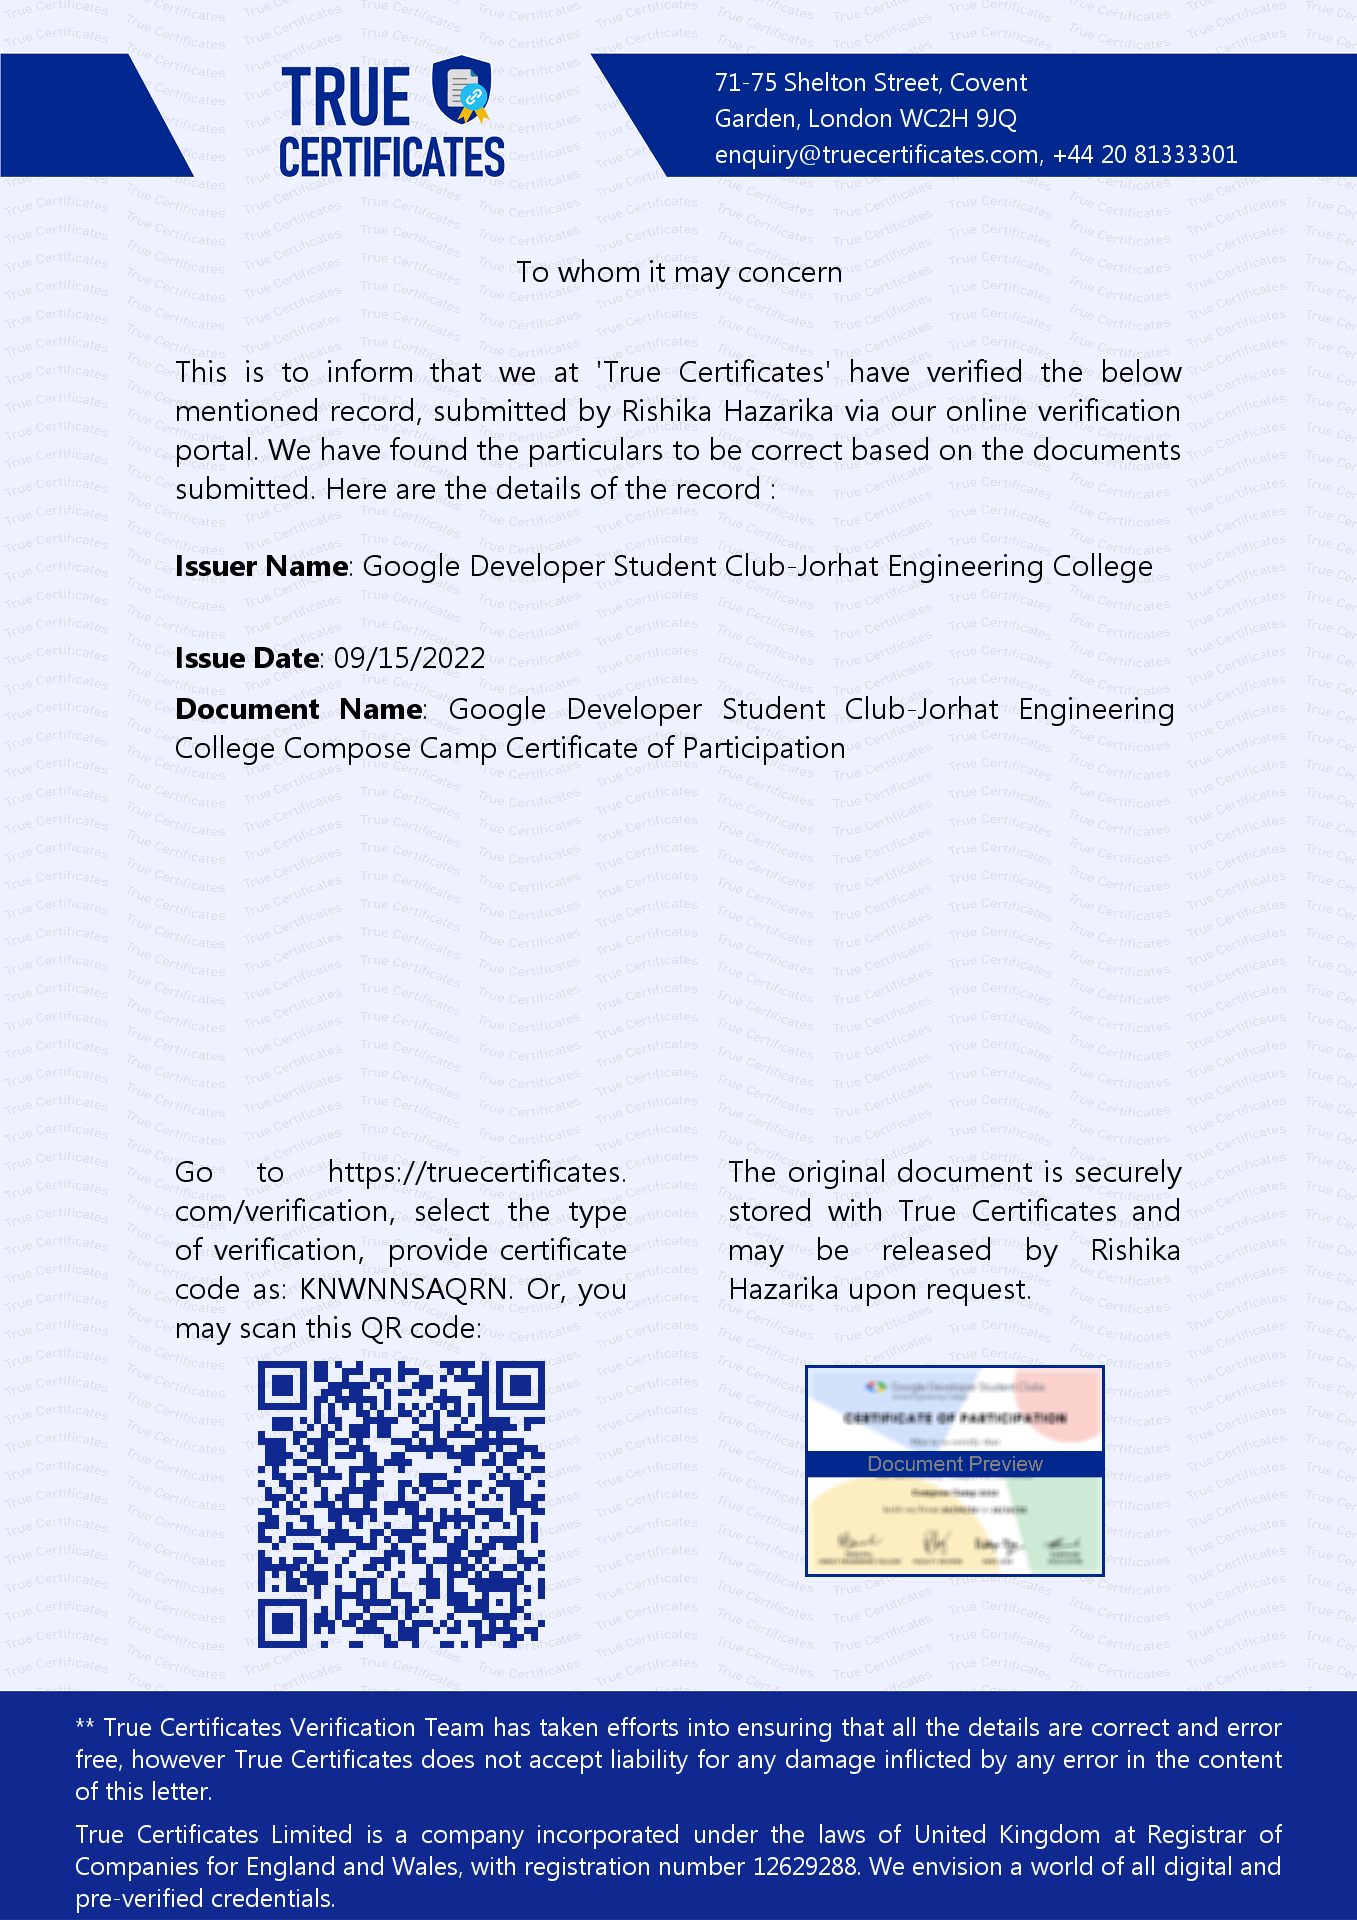 TRUE
CERTIFICATES
71-75 Shelton Street, Covent
Garden, London WC2H 9JQ
enquiry@truecertificates.com, +44 20 81333301
To whom it may concern
This is to inform that we at 'True Certificates' have verified the below
mentioned record, submitted by Rishika Hazarika via our online verification
portal. We have found the particulars to be correct based on the documents
submitted. Here are the details of the record :
Issuer Name: Google Developer Student Club-Jorhat Engineering College
Issue Date: 09/15/2022
Document Name: Google Developer Student Club-Jorhat Engineering
College Compose Camp Certificate of Participation
Go to https://truecertificates.
com/verification, select the type
of verification, provide certificate
code as: KNWNNSAQRN. Or, you
may scan this QR code:
The original document is securely
stored with True Certificates and
may be released by Rishika
Hazarika upon request.
Google Developer Student Clubs
CERTIFICATE OF PARTICIPATION
Document Preview
** True Certificates Verification Team has taken efforts into ensuring that all the details are correct and error
free, however True Certificates does not accept liability for any damage inflicted by any error in the content
of this letter.
True Certificates Limited is a company incorporated under the laws of United Kingdom at Registrar of
Companies for England and Wales, with registration number 12629288. We envision a world of all digital and
pre-verified credentials.